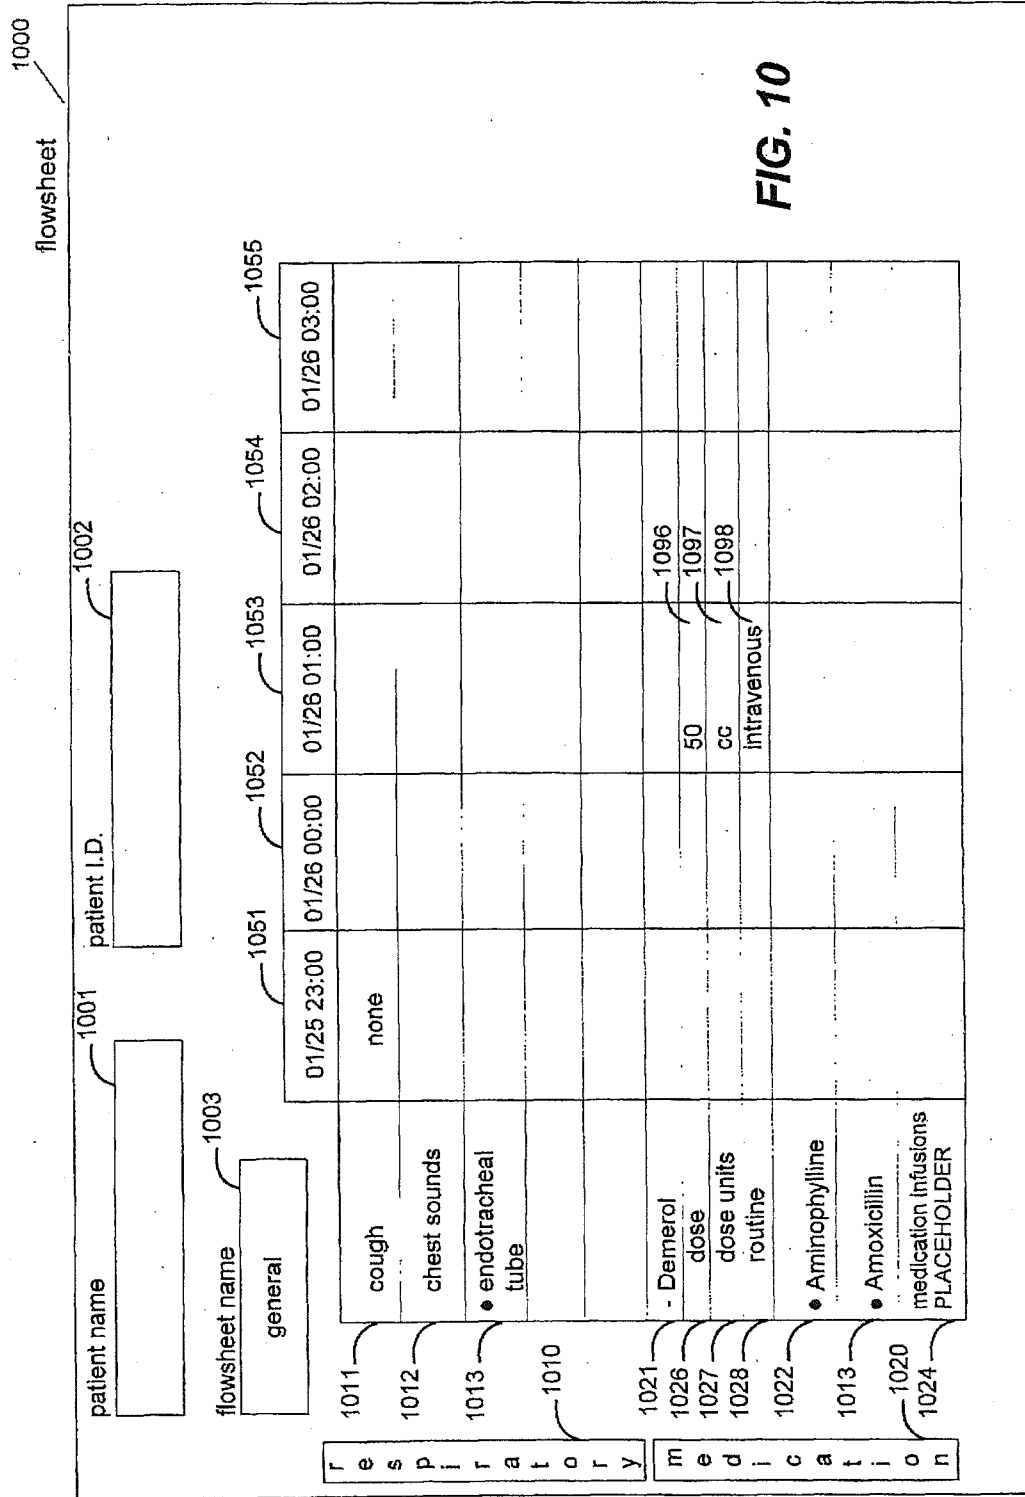 flowsheet
1000
patient name
1001
patient I.D.
1002
flowsheet name
1003
general
1051
1052
1053
1054
1055
01/25 23:00
01/26 00:00
01/26 01:00
01/26 02:00
01/26 03:00
respiratory
1010
1011
cough
none
1012
chest sounds
1013
• endotracheal
tube
medication
1020
1021
- Demerol
1096
1026
dose
50
1097
1027
dose units
cc
1098
1028
routine
intravenous
1022
• Aminophylline
1013
• Amoxicillin
1024
medication infusions
PLACEHOLDER
FIG. 10